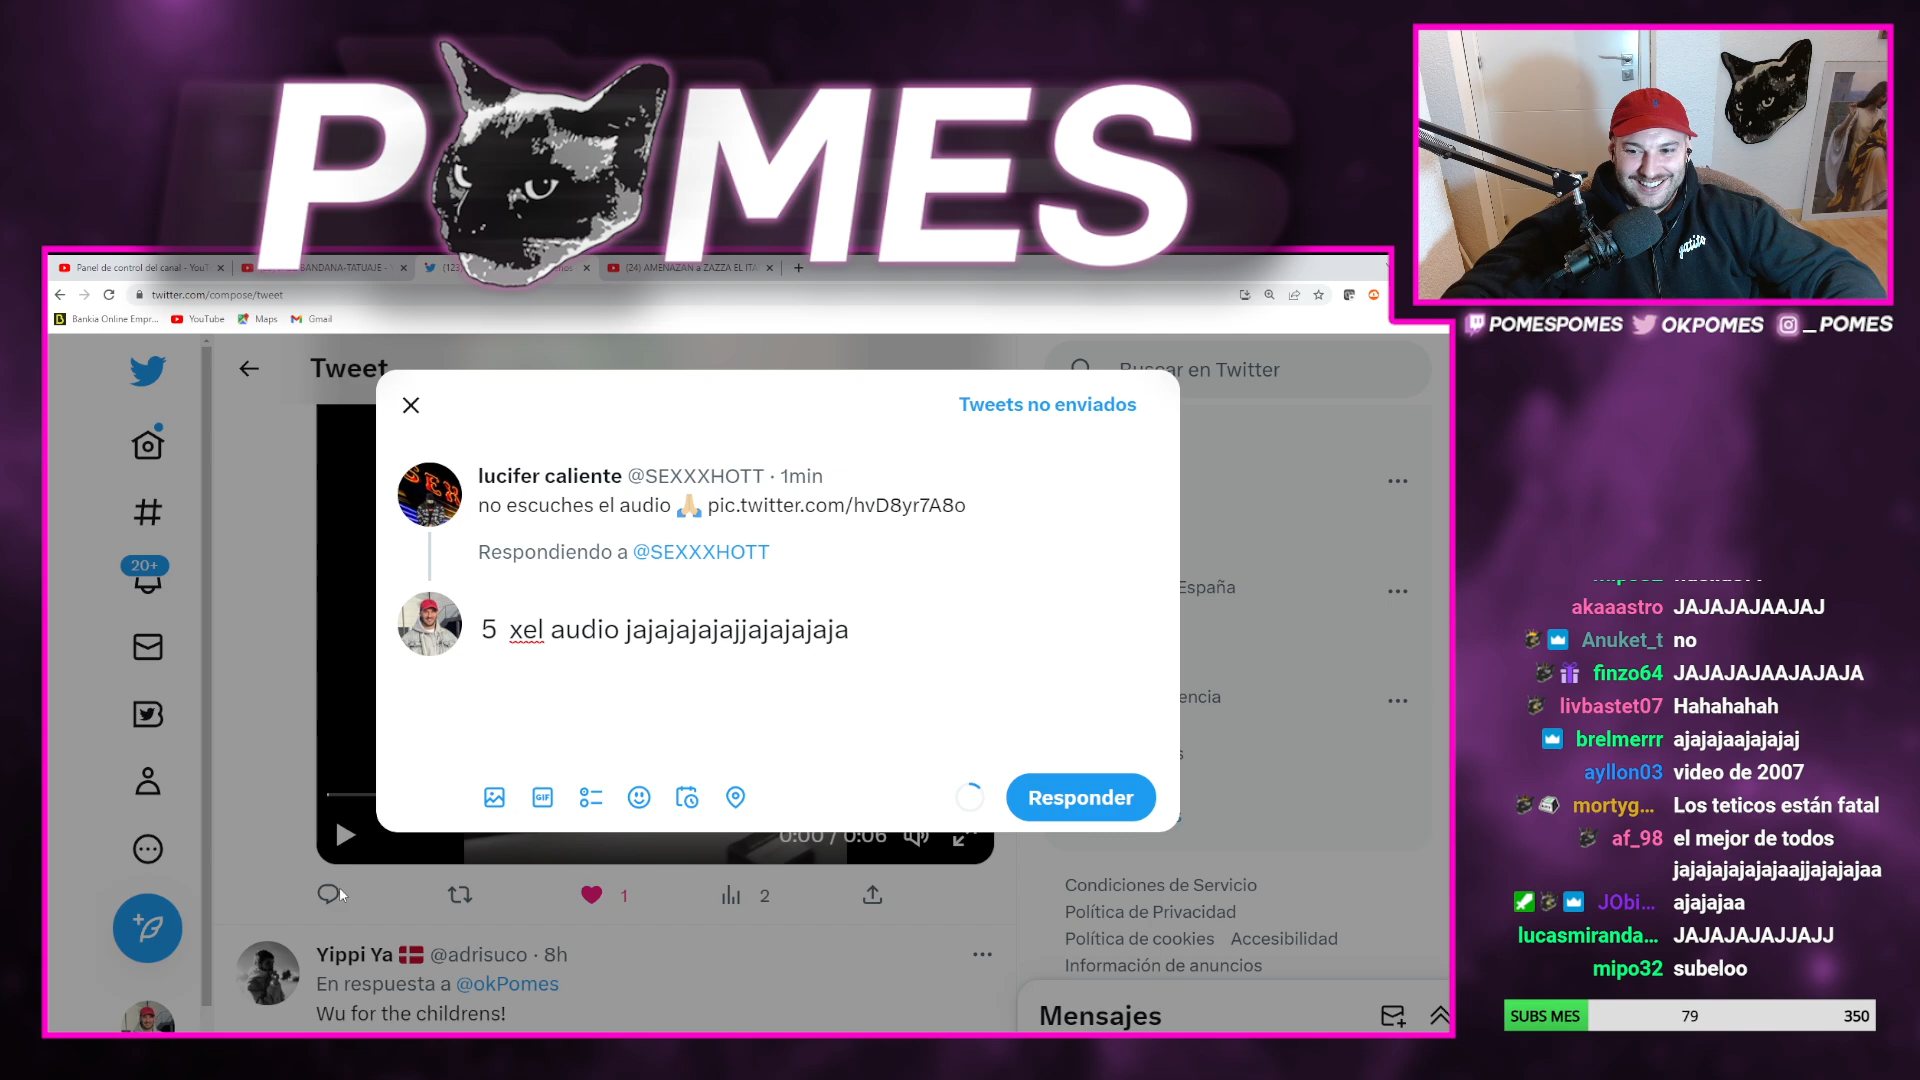 POMES
Panel de control del canal - YouT
BANDANA-TATUAJE -
(24) AMENAZAN a ZAZZA EL ITA
twitter.com/compose/tweet
Bankia Online Empr...
YouTube
Maps
Gmail
POMESPOMES
OKPOMES
_POMES
Tweet
Buscar en Twitter
Tweets no enviados
lucifer caliente @SEXXXHOTT · 1min
no escuches el audio 🙏🏼 pic.twitter.com/hvD8yr7A8o
Respondiendo a @SEXXXHOTT
5  xel audio jajajajajajjajajajaja
GIF
Responder
20+
España
encia
0:00 / 0:06
1
2
Yippi Ya 🇩🇰 @adrisuco · 8h
En respuesta a @okPomes
Wu for the childrens!
Condiciones de Servicio
Política de Privacidad
Política de cookies
Accesibilidad
Información de anuncios
Mensajes
gatito
akaaastro JAJAJAJAAJAJ
Anuket_t no
finzo64 JAJAJAJAAJAJAJA
livbastet07 Hahahahah
brelmerrr ajajajaajajajaj
ayllon03 video de 2007
mortyg... Los teticos están fatal
af_98 el mejor de todos
jajajajajajajaajjajajajaa
JObi... ajajajaa
lucasmiranda... JAJAJAJAJJAJJ
mipo32 subeloo
SUBS MES
79
350